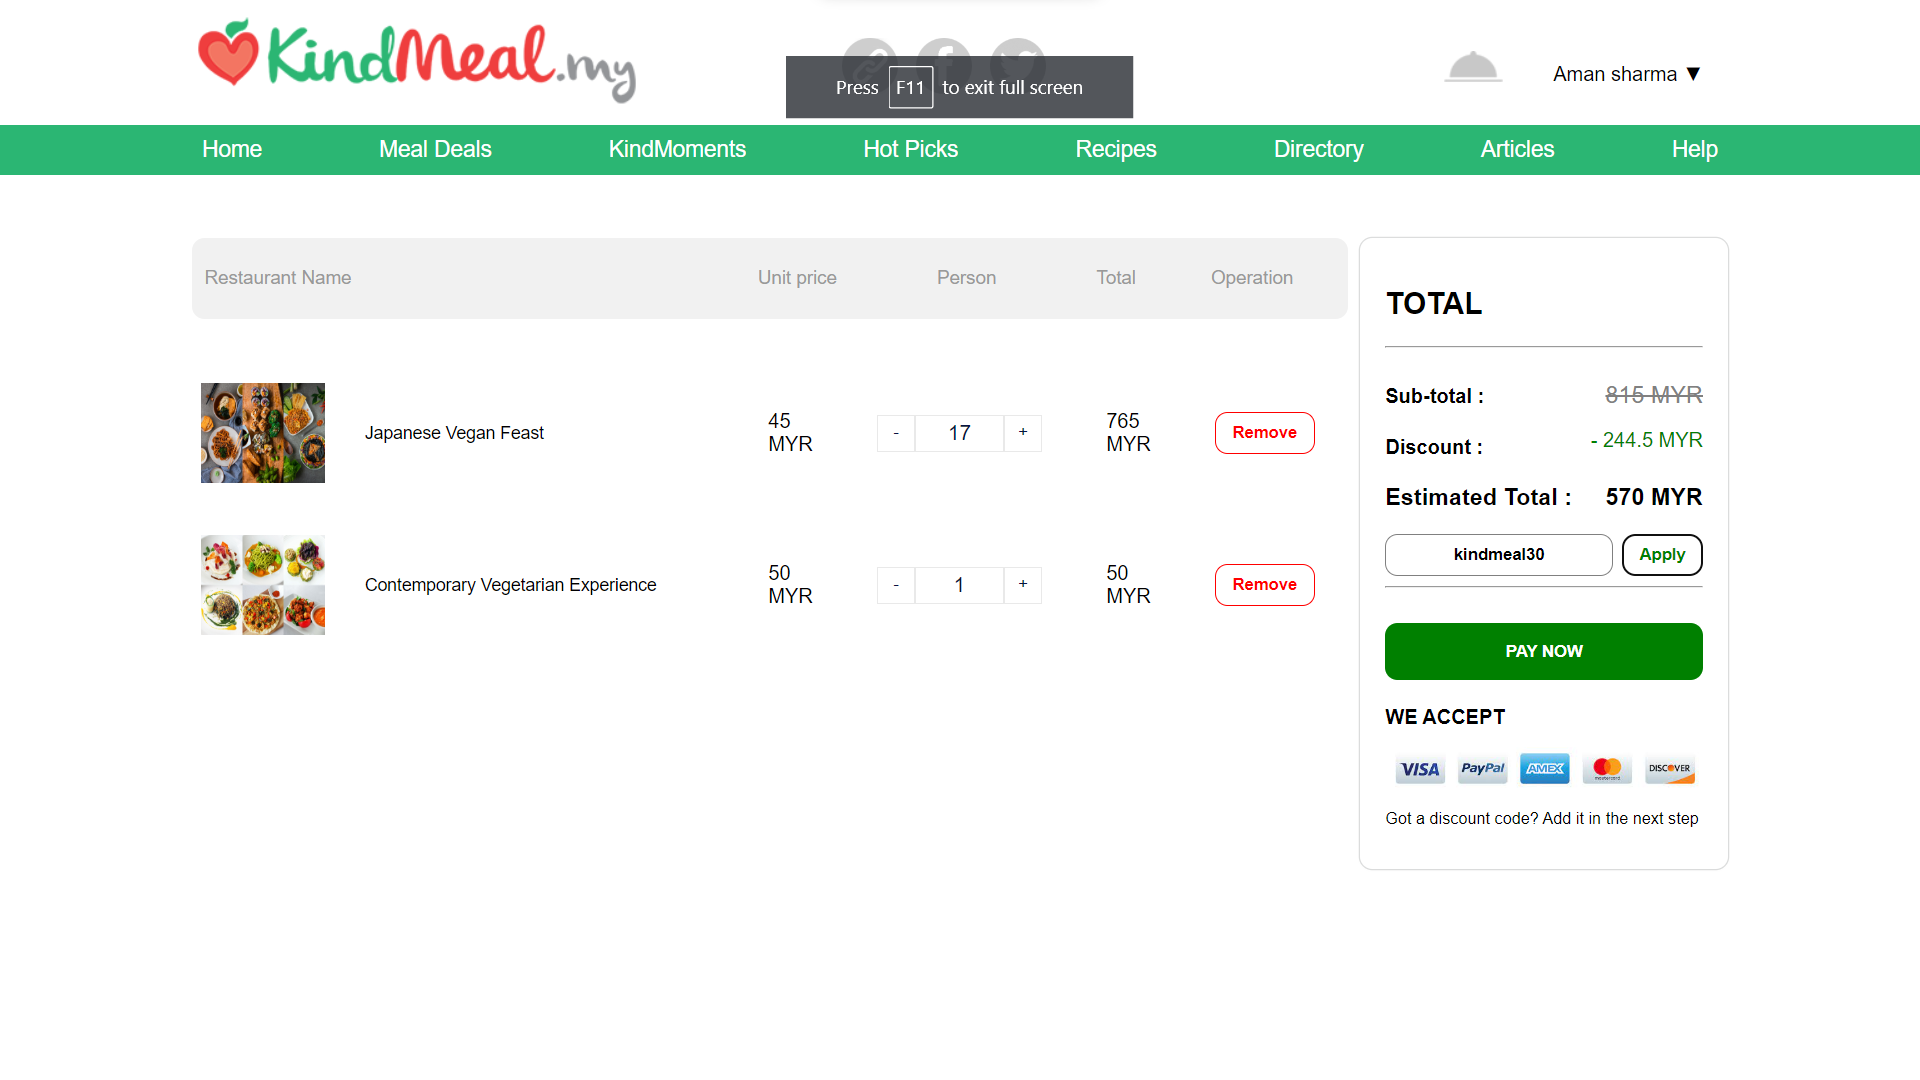 KindMeal.my
Press F11 to exit full screen
Aman sharma ▼
Home Meal Deals KindMoments Hot Picks Recipes Directory Articles Help
Restaurant Name Unit price Person Total Operation
Japanese Vegan Feast 45 MYR - 17 + 765 MYR Remove
Contemporary Vegetarian Experience 50 MYR - 1 + 50 MYR Remove
TOTAL
Sub-total : 815 MYR
Discount : - 244.5 MYR
Estimated Total : 570 MYR
kindmeal30 Apply
PAY NOW
WE ACCEPT
VISA PayPal AMEX mastercard DISCOVER
Got a discount code? Add it in the next step